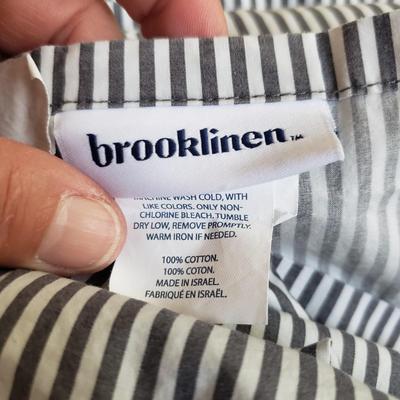 brooklinen™
MACHINE WASH COLD, WITH
LIKE COLORS. ONLY NON-
CHLORINE BLEACH. TUMBLE
DRY LOW, REMOVE PROMPTLY.
WARM IRON IF NEEDED.
100% COTTON.
100% COTON.
MADE IN ISRAEL.
FABRIQUÉ EN ISRAËL.